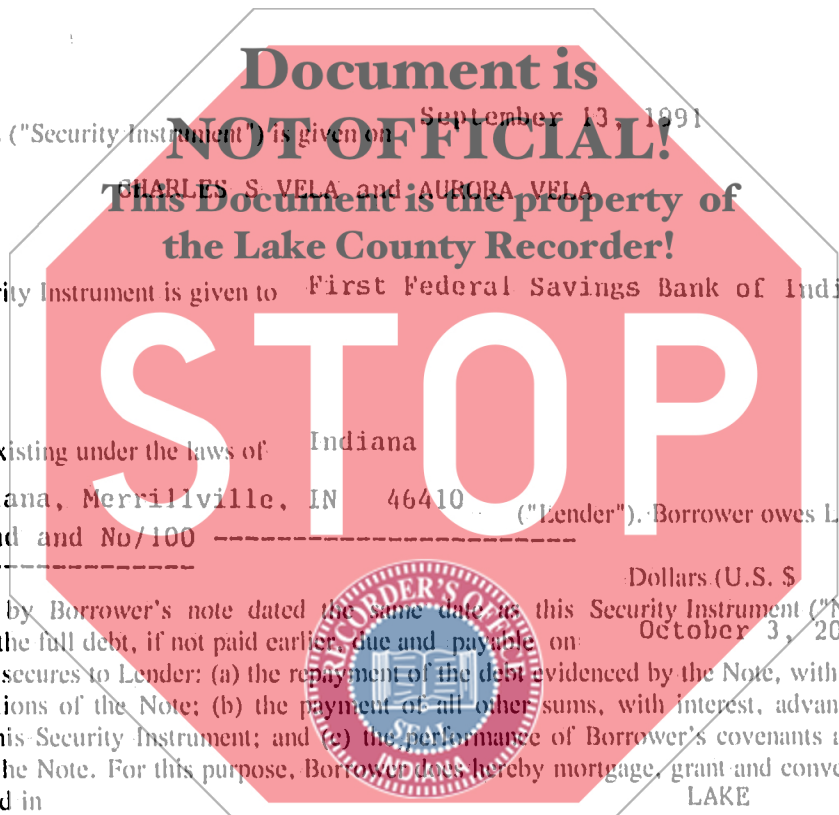 Document is
("Security Instrument") is given on September 13, 1991
NOT OFFICIAL!
CHARLES S VELA and AURORA VELA
This Document is the property of
the Lake County Recorder!
rity Instrument is given to First Federal Savings Bank of Indi
STOP
xisting under the laws of Indiana
ana, Merrillville, IN 46410 ("Lender"). Borrower owes L
nd and No/100 ------------------------
-------------- Dollars (U.S. $
by Borrower's note dated the same date as this Security Instrument ("N
the full debt, if not paid earlier, due and payable on October 3, 20
secures to Lender: (a) the repayment of the debt evidenced by the Note, with
ions of the Note; (b) the payment of all other sums, with interest, advan
his Security Instrument; and (c) the performance of Borrower's covenants a
he Note. For this purpose, Borrower does hereby mortgage, grant and conve
d in LAKE
RECORDER'S OFFICE
SEAL
INDIANA